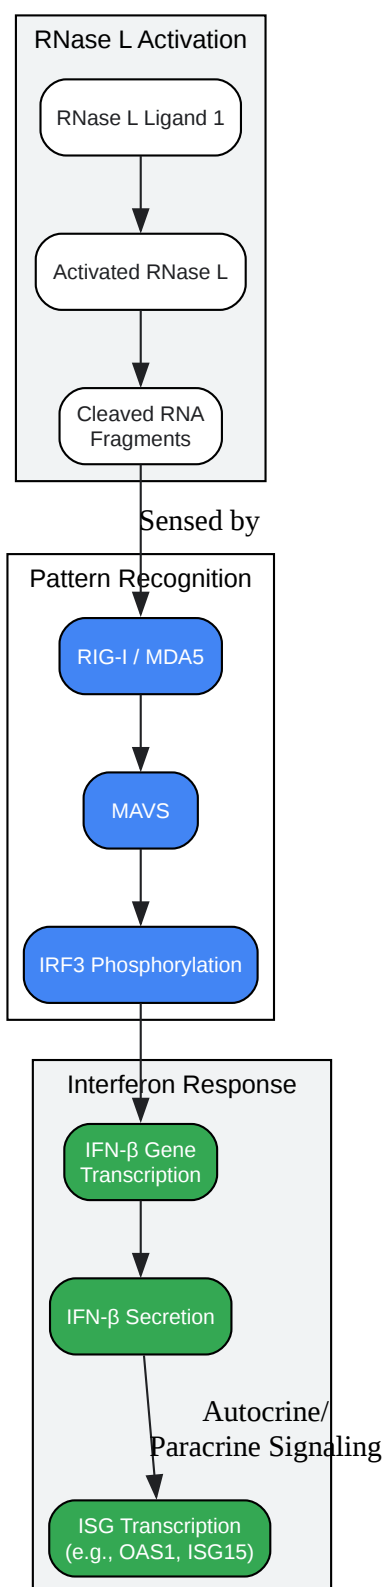 RNase L Activation
RNase L Ligand 1
Activated RNase L
Cleaved RNA
Fragments
Sensed by
Pattern Recognition
RIG-I / MDA5
MAVS
IRF3 Phosphorylation
Interferon Response
IFN-β Gene
Transcription
IFN-β Secretion
Autocrine/
Paracrine Signaling
ISG Transcription
(e.g., OAS1, ISG15)